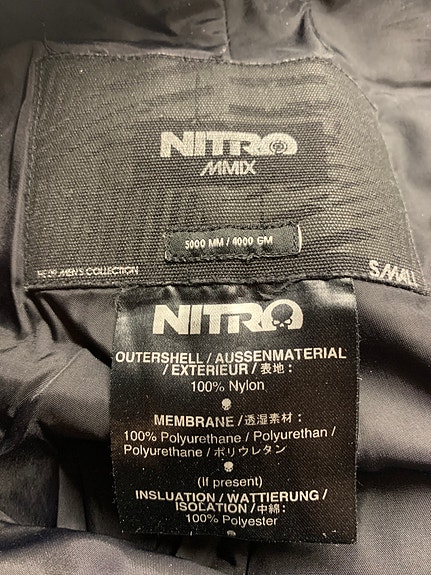 NITRO
MMIX
5000 MM / 4000 GM
MEN'S COLLECTION
SMALL
NITRO
OUTERSHELL / AUSSENMATERIAL
/ EXTERIEUR / 表地 :
100% Nylon
MEMBRANE / 透湿素材 :
100% Polyurethane / Polyurethan /
Polyurethane / ポリウレタン
(If present)
INSLUATION / WATTIERUNG /
ISOLATION / 中綿 :
100% Polyester